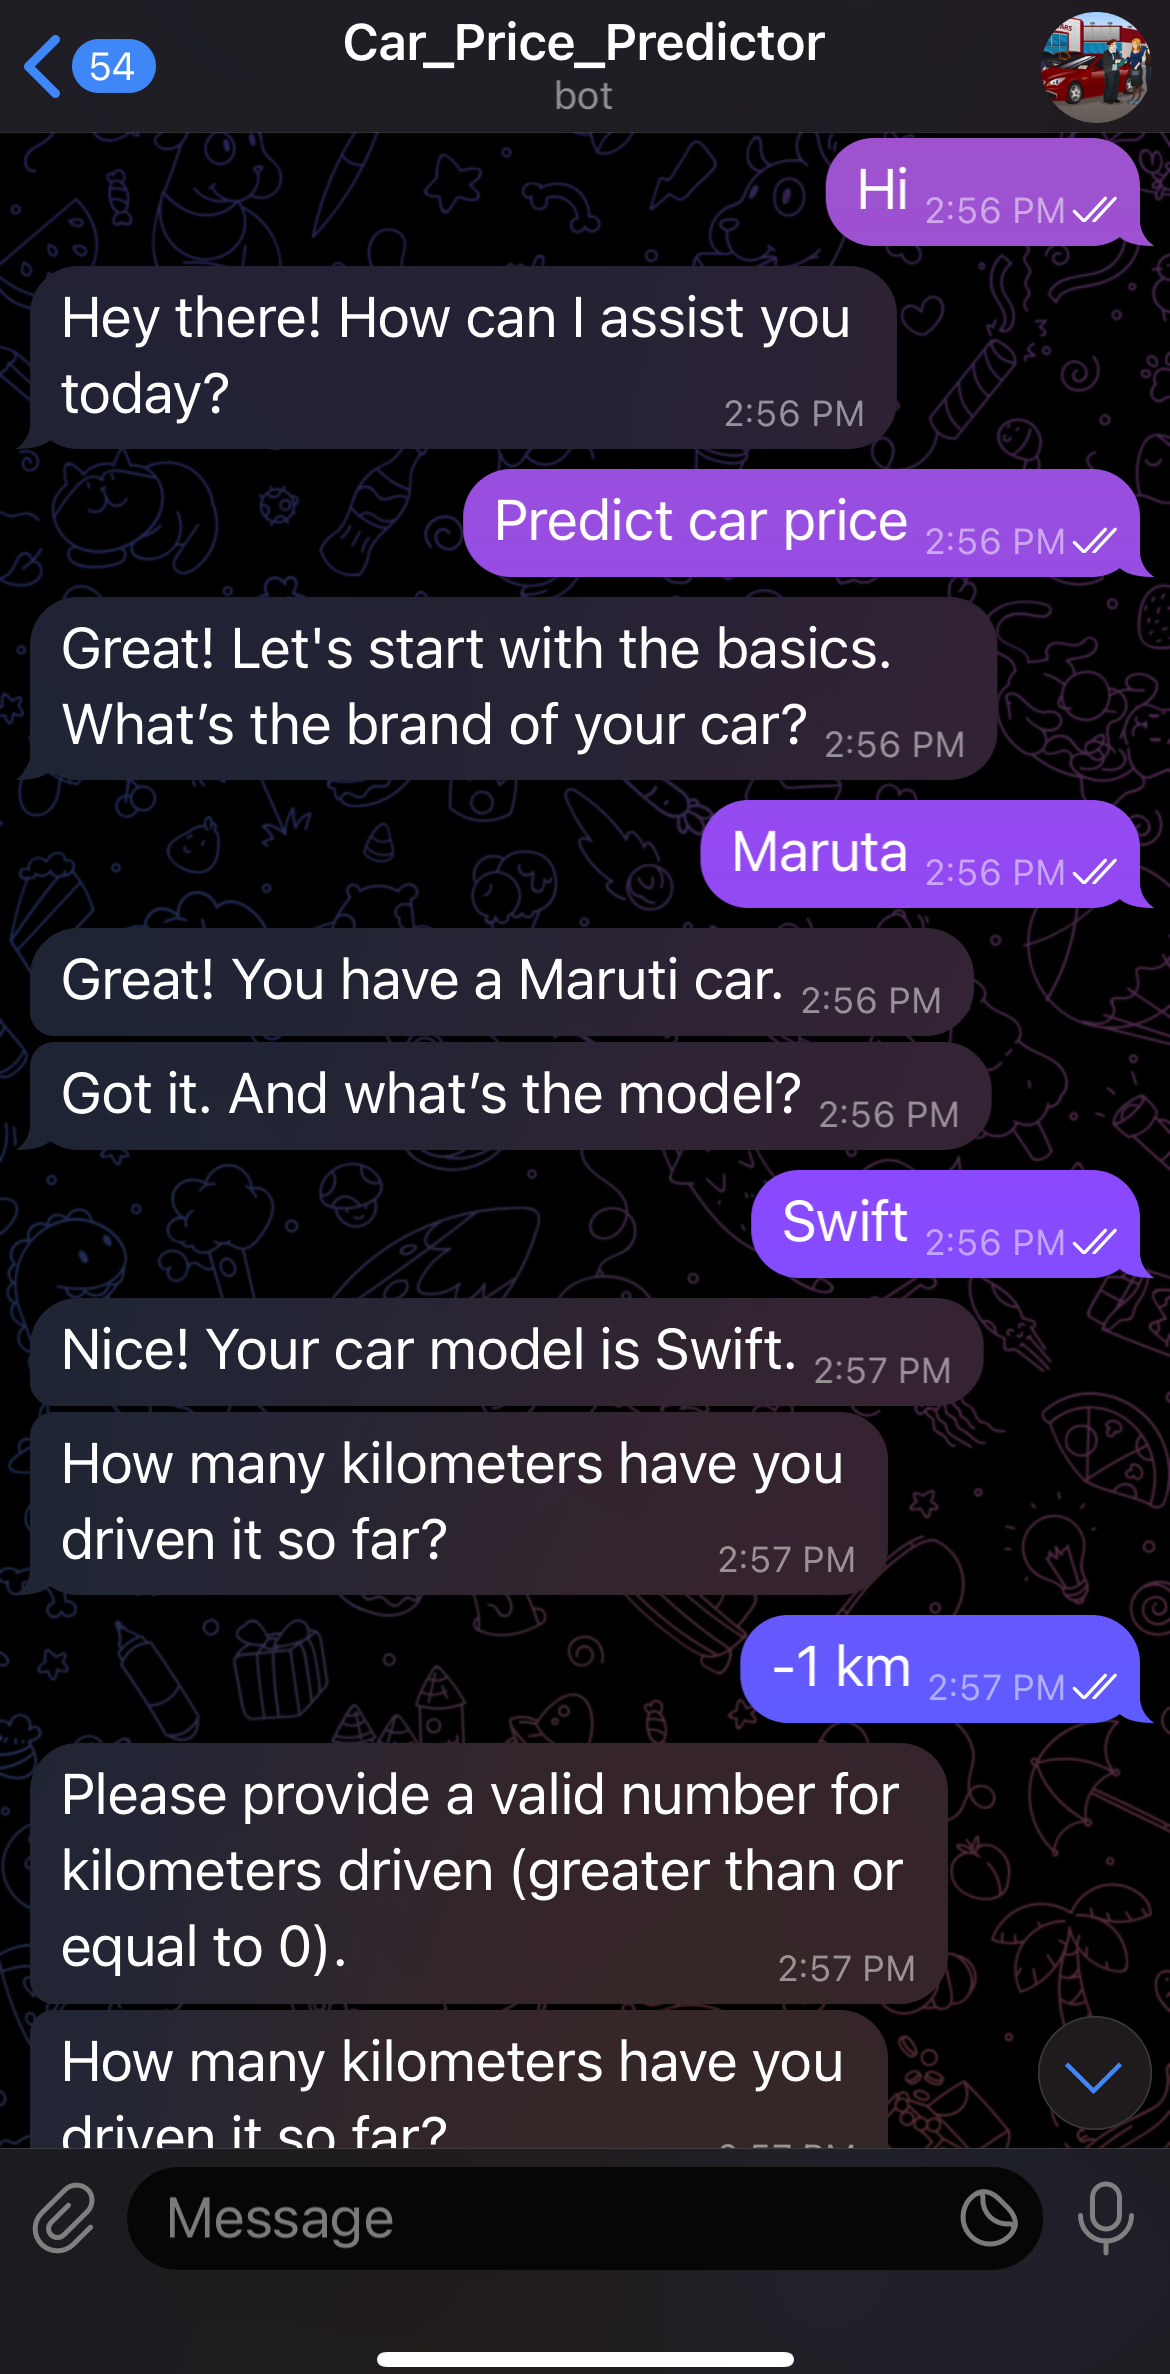 54
Car_Price_Predictor
bot
Hi 2:56 PM
Hey there! How can I assist you
today? 2:56 PM
Predict car price 2:56 PM
Great! Let's start with the basics.
What’s the brand of your car? 2:56 PM
Maruta 2:56 PM
Great! You have a Maruti car. 2:56 PM
Got it. And what’s the model? 2:56 PM
Swift 2:56 PM
Nice! Your car model is Swift. 2:57 PM
How many kilometers have you
driven it so far? 2:57 PM
-1 km 2:57 PM
Please provide a valid number for
kilometers driven (greater than or
equal to 0). 2:57 PM
How many kilometers have you
driven it so far? 2:57 PM
Message